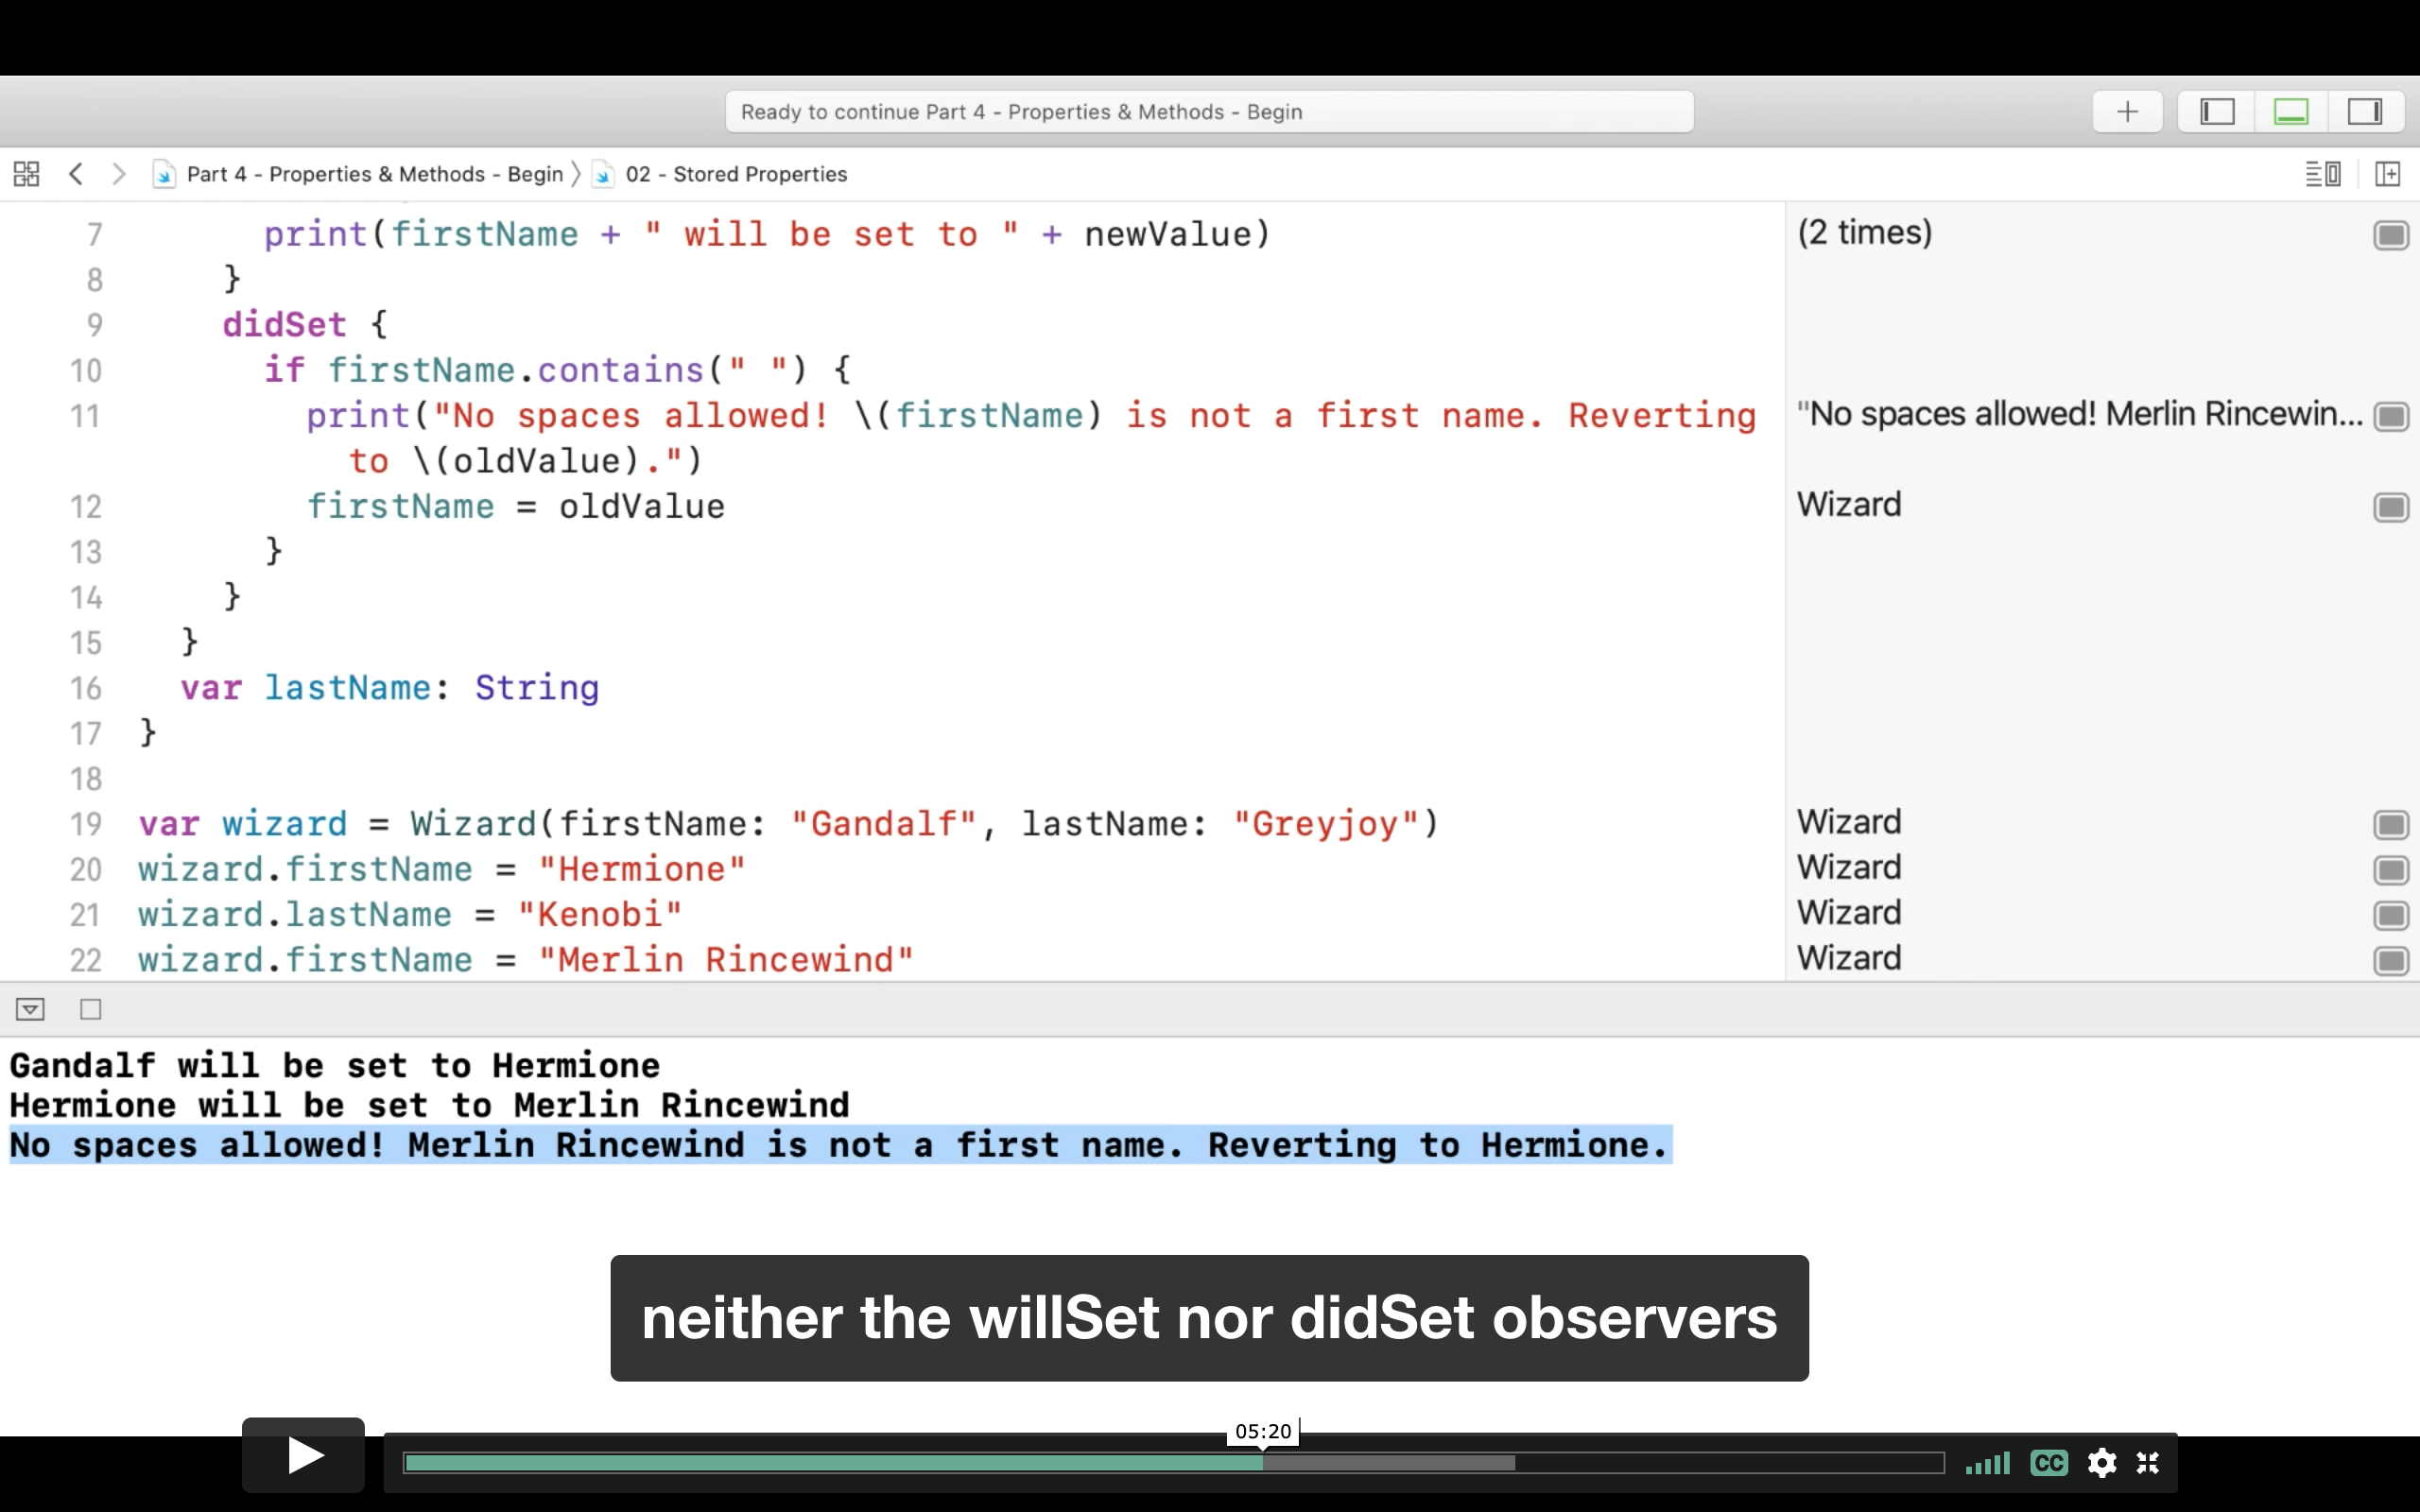 Ready to continue Part 4 - Properties & Methods - Begin
Part 4 - Properties & Methods - Begin 〉 02 - Stored Properties
7 print(firstName + " will be set to " + newValue) (2 times)
8 }
9 didSet {
10 if firstName.contains(" ") {
11 print("No spaces allowed! \(firstName) is not a first name. Reverting "No spaces allowed! Merlin Rincewin...
to \(oldValue).")
12 firstName = oldValue Wizard
13 }
14 }
15 }
16 var lastName: String
17 }
18
19 var wizard = Wizard(firstName: "Gandalf", lastName: "Greyjoy") Wizard
20 wizard.firstName = "Hermione" Wizard
21 wizard.lastName = "Kenobi" Wizard
22 wizard.firstName = "Merlin Rincewind" Wizard
Gandalf will be set to Hermione
Hermione will be set to Merlin Rincewind
No spaces allowed! Merlin Rincewind is not a first name. Reverting to Hermione.
neither the willSet nor didSet observers
05:20
CC